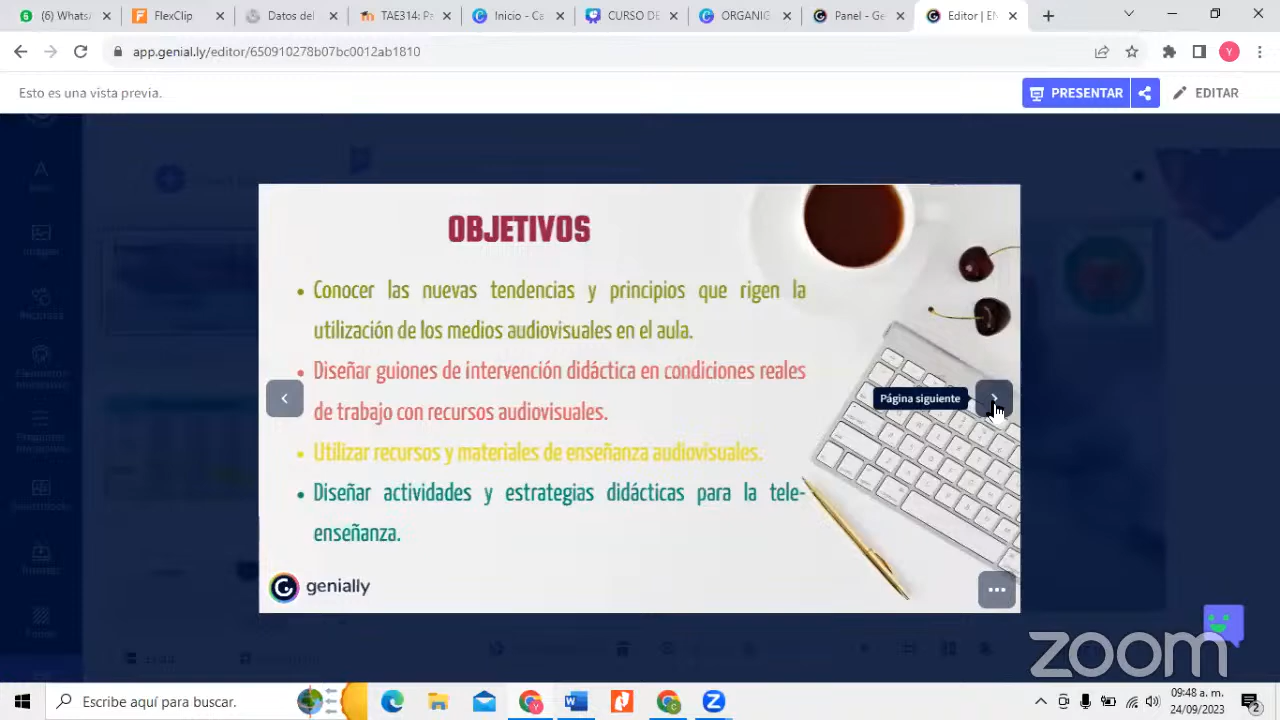 (6) Whats
FlexClip
Datos del
TAE314: Pa
Inicio - Ca
CURSO DE
ORGANIG
Panel - Ge
Editor | EN
app.genial.ly/editor/650910278b07bc0012ab1810
Y
Esto es una vista previa.
PRESENTAR
EDITAR
OBJETIVOS
• Conocer las nuevas tendencias y principios que rigen la
utilización de los medios audiovisuales en el aula.
• Diseñar guiones de intervención didáctica en condiciones reales
de trabajo con recursos audiovisuales.
• Utilizar recursos y materiales de enseñanza audiovisuales.
• Diseñar actividades y estrategias didácticas para la tele-
enseñanza.
Página siguiente
genially
zoom
Escribe aquí para buscar.
09:48 a. m.
24/09/2023
2